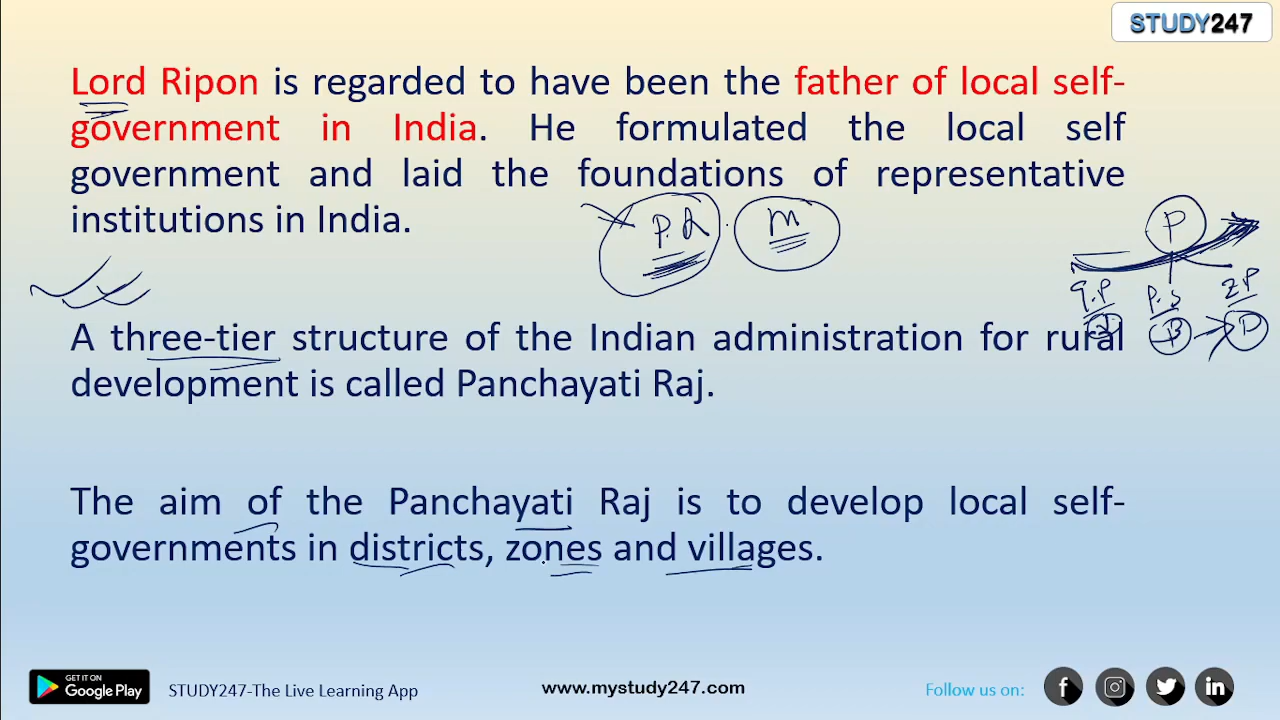 STUDY247
Lord Ripon is regarded to have been the father of local self-
government in India. He formulated the local self
government and laid the foundations of representative
institutions in India.
P.R
M
P
G.P P.S ZP
B D
A three-tier structure of the Indian administration for rural
development is called Panchayati Raj.
The aim of the Panchayati Raj is to develop local self-
governments in districts, zones and villages.
GET IT ON
Google Play
STUDY247-The Live Learning App
www.mystudy247.com
Follow us on: